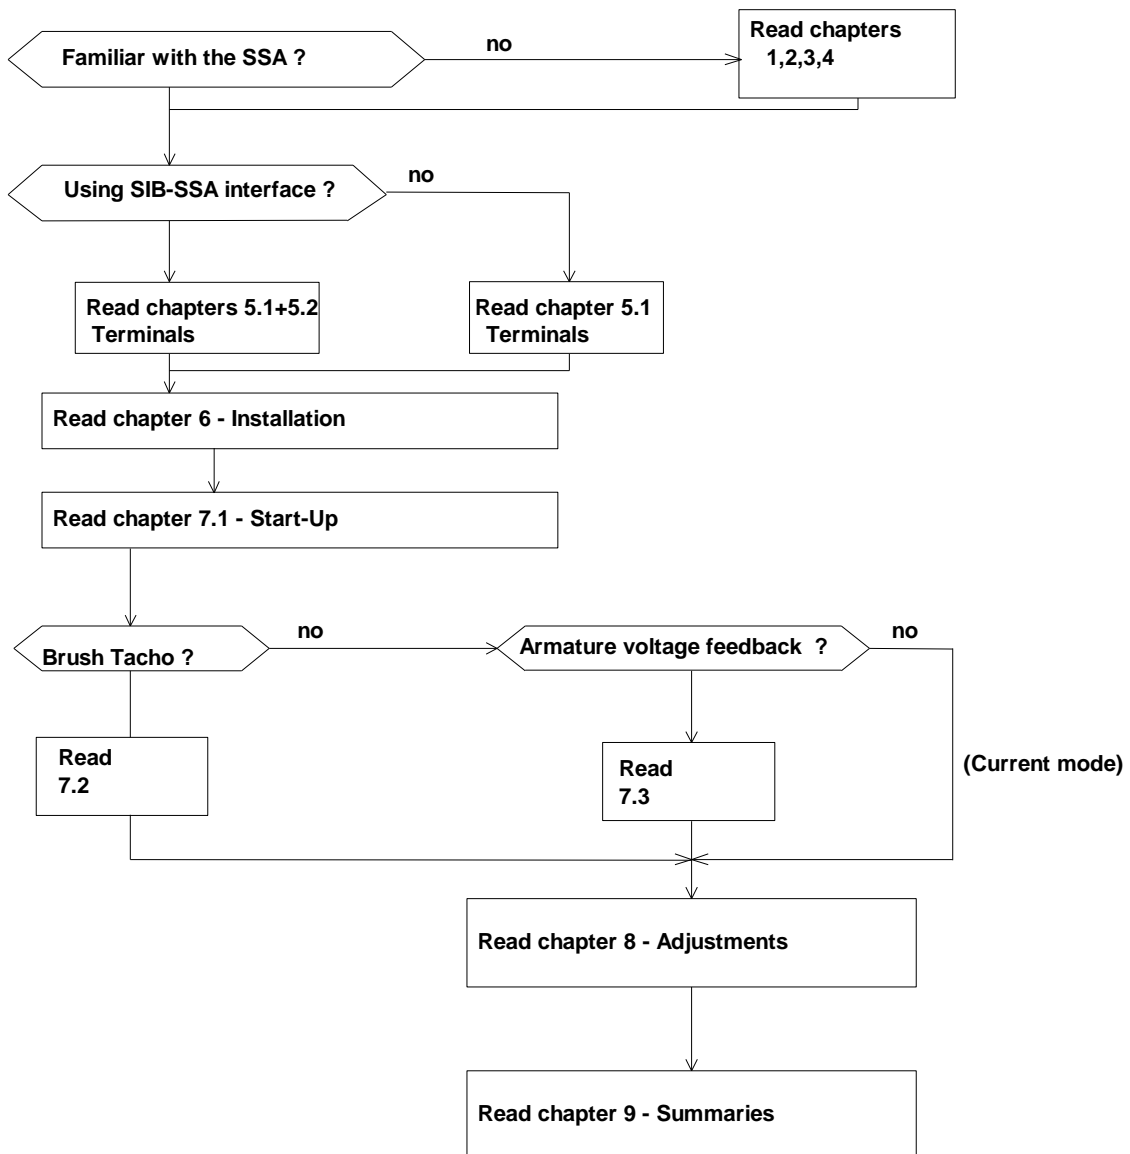 Familiar with the SSA ?
no
Read chapters
1,2,3,4
Using SIB-SSA interface ?
no
Read chapters 5.1+5.2
Terminals
Read chapter 5.1
Terminals
Read chapter 6 - Installation
Read chapter 7.1 - Start-Up
Brush Tacho ?
no
Armature voltage feedback ?
no
Read
7.2
Read
7.3
(Current mode)
Read chapter 8 - Adjustments
Read chapter 9 - Summaries